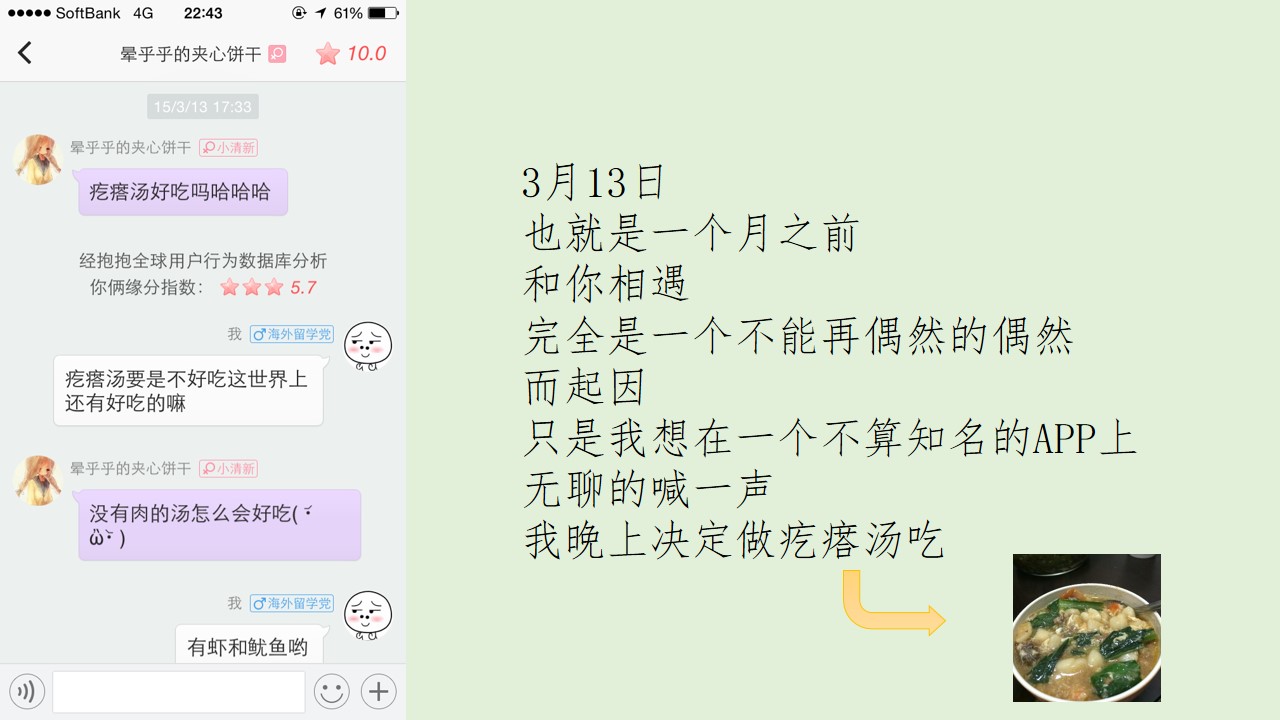 SoftBank 4G 22:43 61%
晕乎乎的夹心饼干 10.0
15/3/13 17:33
晕乎乎的夹心饼干 小清新
疙瘩汤好吃吗哈哈哈
经抱抱全球用户行为数据库分析
你俩缘分指数： 5.7
我 海外留学党
疙瘩汤要是不好吃这世界上
还有好吃的嘛
晕乎乎的夹心饼干 小清新
没有肉的汤怎么会好吃(
我 海外留学党
有虾和鱿鱼哟
3月13日
也就是一个月之前
和你相遇
完全是一个不能再偶然的偶然
而起因
只是我想在一个不算知名的APP上
无聊的喊一声
我晚上决定做疙瘩汤吃